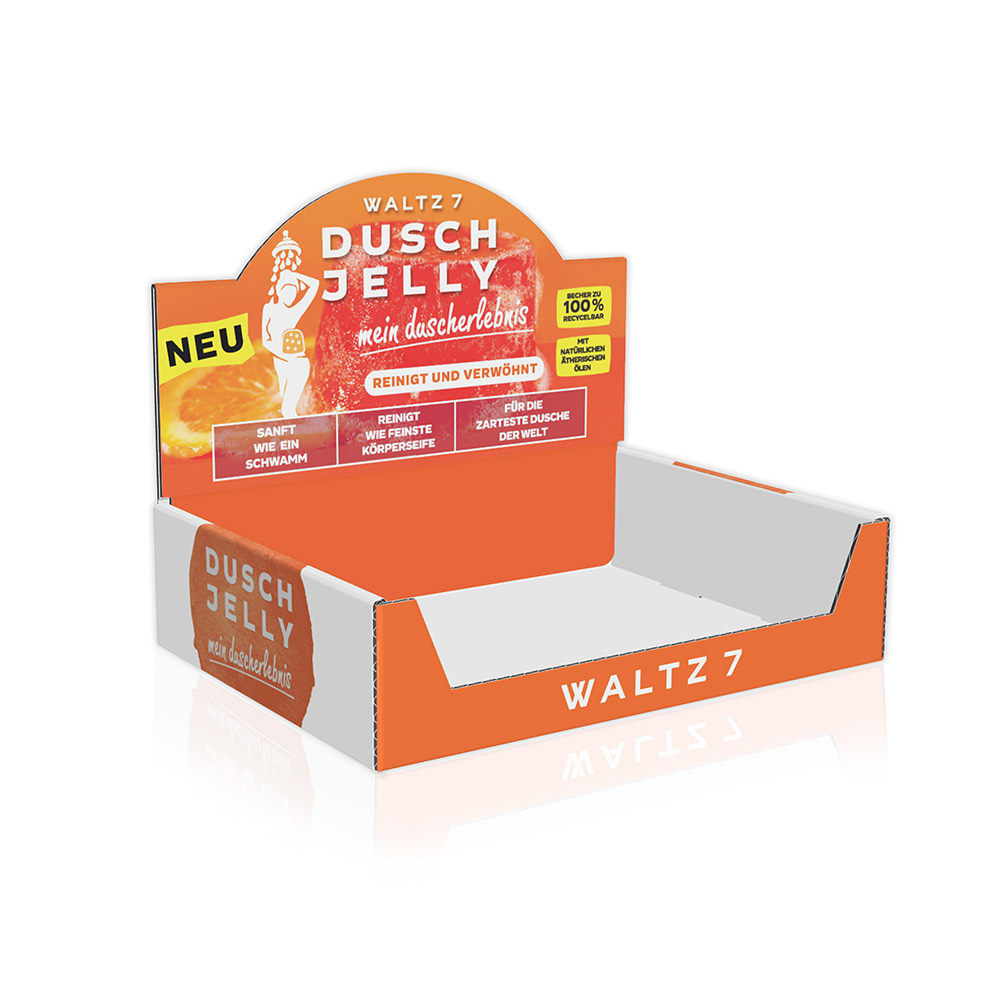 WALTZ 7
DUSCH
JELLY
mein duscherlebnis
REINIGT UND VERWÖHNT
NEU
BECHER ZU
100%
RECYCELBAR
MIT
NATÜRLICHEN
ÄTHERISCHEN
ÖLEN
SANFT
WIE EIN
SCHWAMM
REINIGT
WIE FEINSTE
KÖRPERSEIFE
FÜR DIE
ZARTESTE DUSCHE
DER WELT
DUSCH
JELLY
mein duscherlebnis
WALTZ 7